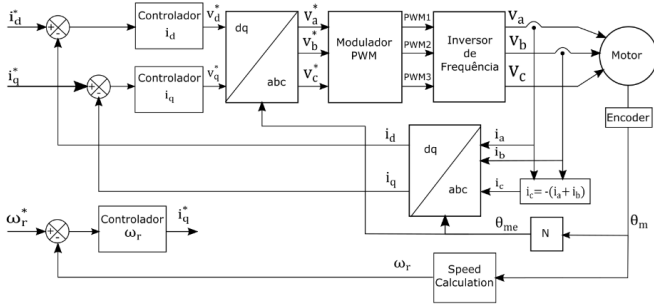 i*d
Controlador
id
v*d
dq
abc
v*a
v*b
v*c
Modulador
PWM
PWM1
PWM2
PWM3
Inversor
de
Frequência
Va
Vb
Vc
Motor
i*q
Controlador
iq
v*q
Encoder
id
iq
dq
abc
ia
ib
ic
ic= -(ia+ ib)
θme
N
θm
ω*r
Controlador
ωr
i*q
ωr
Speed
Calculation